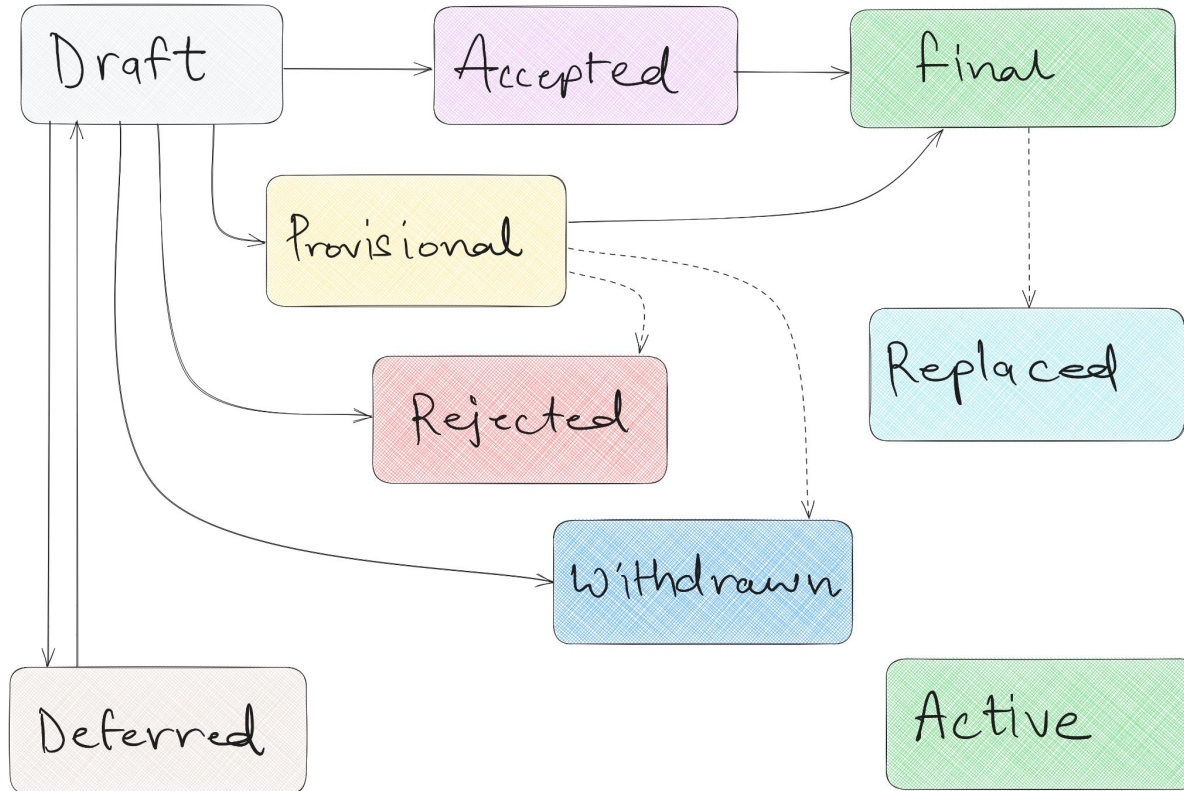 Draft
Accepted
final
Provisional
Rejected
Replaced
Withdrawn
Deferred
Active